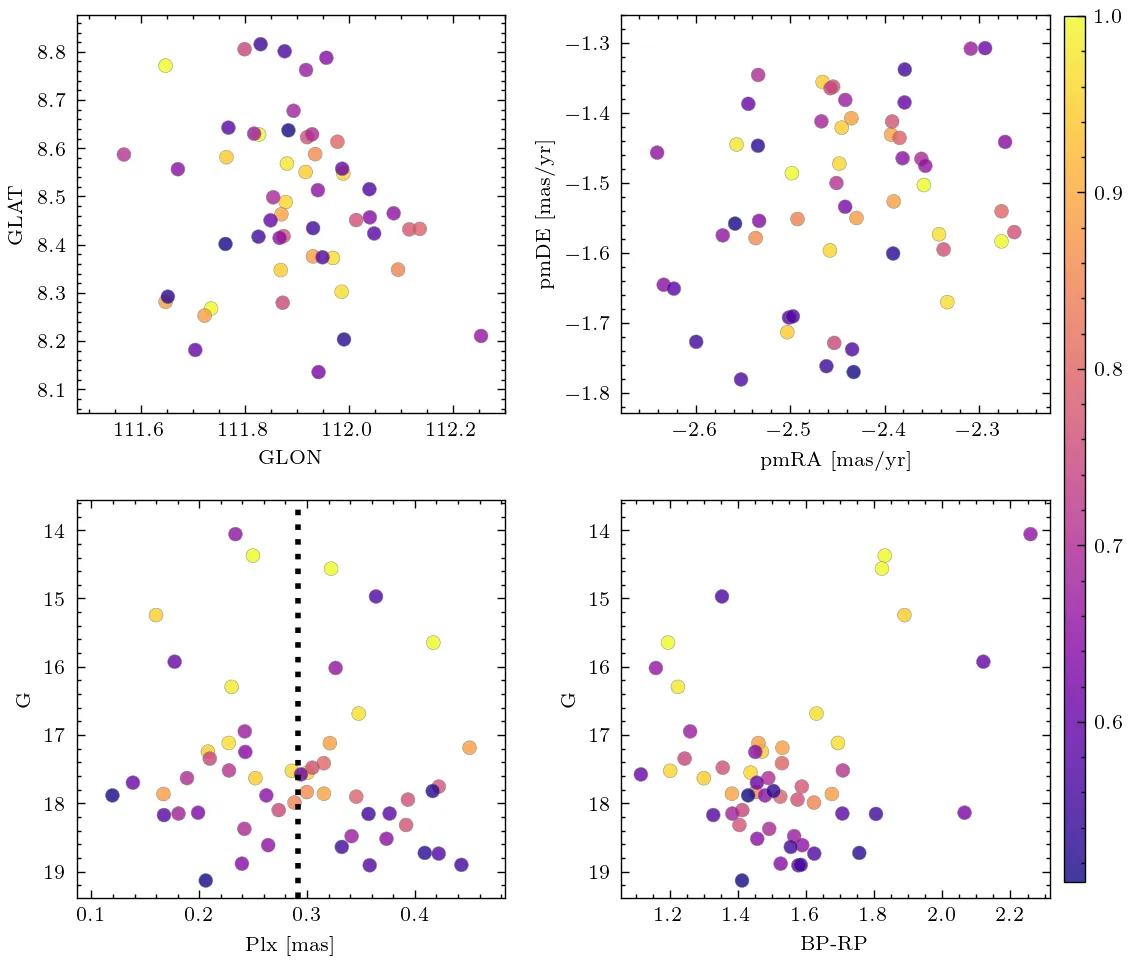 8.8
8.7
8.6
8.5
8.4
8.3
8.2
8.1
GLAT
111.6 111.8 112.0 112.2
GLON
−1.3
−1.4
−1.5
−1.6
−1.7
−1.8
pmDE [mas/yr]
−2.6 −2.5 −2.4 −2.3
pmRA [mas/yr]
1.0
0.9
0.8
0.7
0.6
14
15
16
17
18
19
G
0.1 0.2 0.3 0.4
Plx [mas]
14
15
16
17
18
19
G
1.2 1.4 1.6 1.8 2.0 2.2
BP-RP